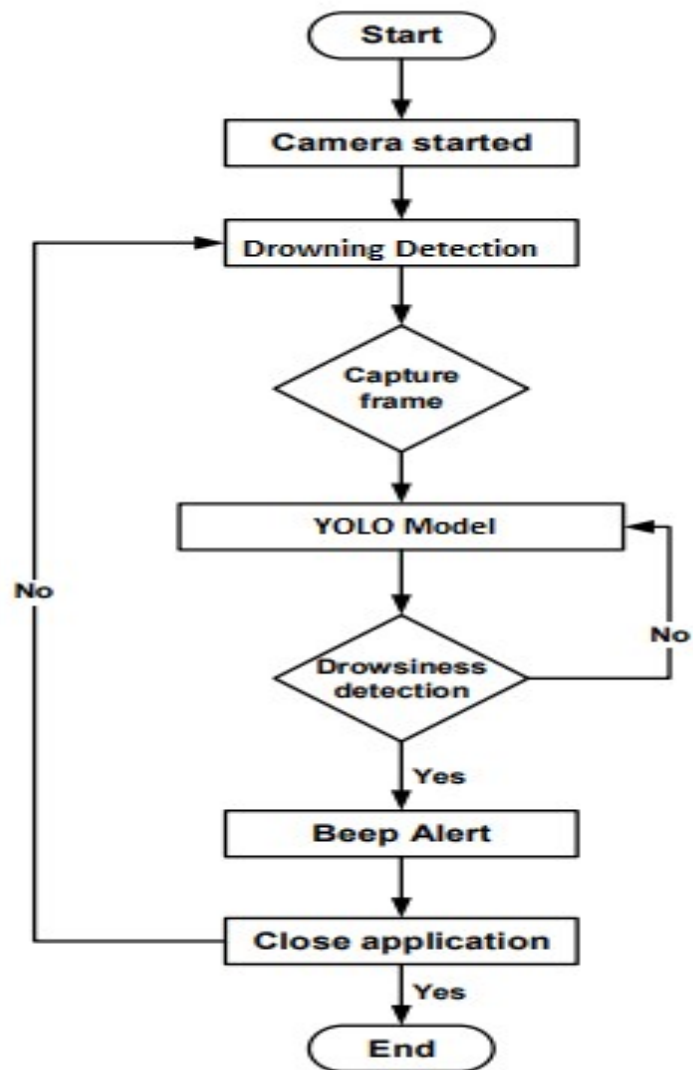 Start
Camera started
Drowning Detection
Capture
frame
YOLO Model
No
No
Drowsiness
detection
Yes
Beep Alert
Close application
Yes
End